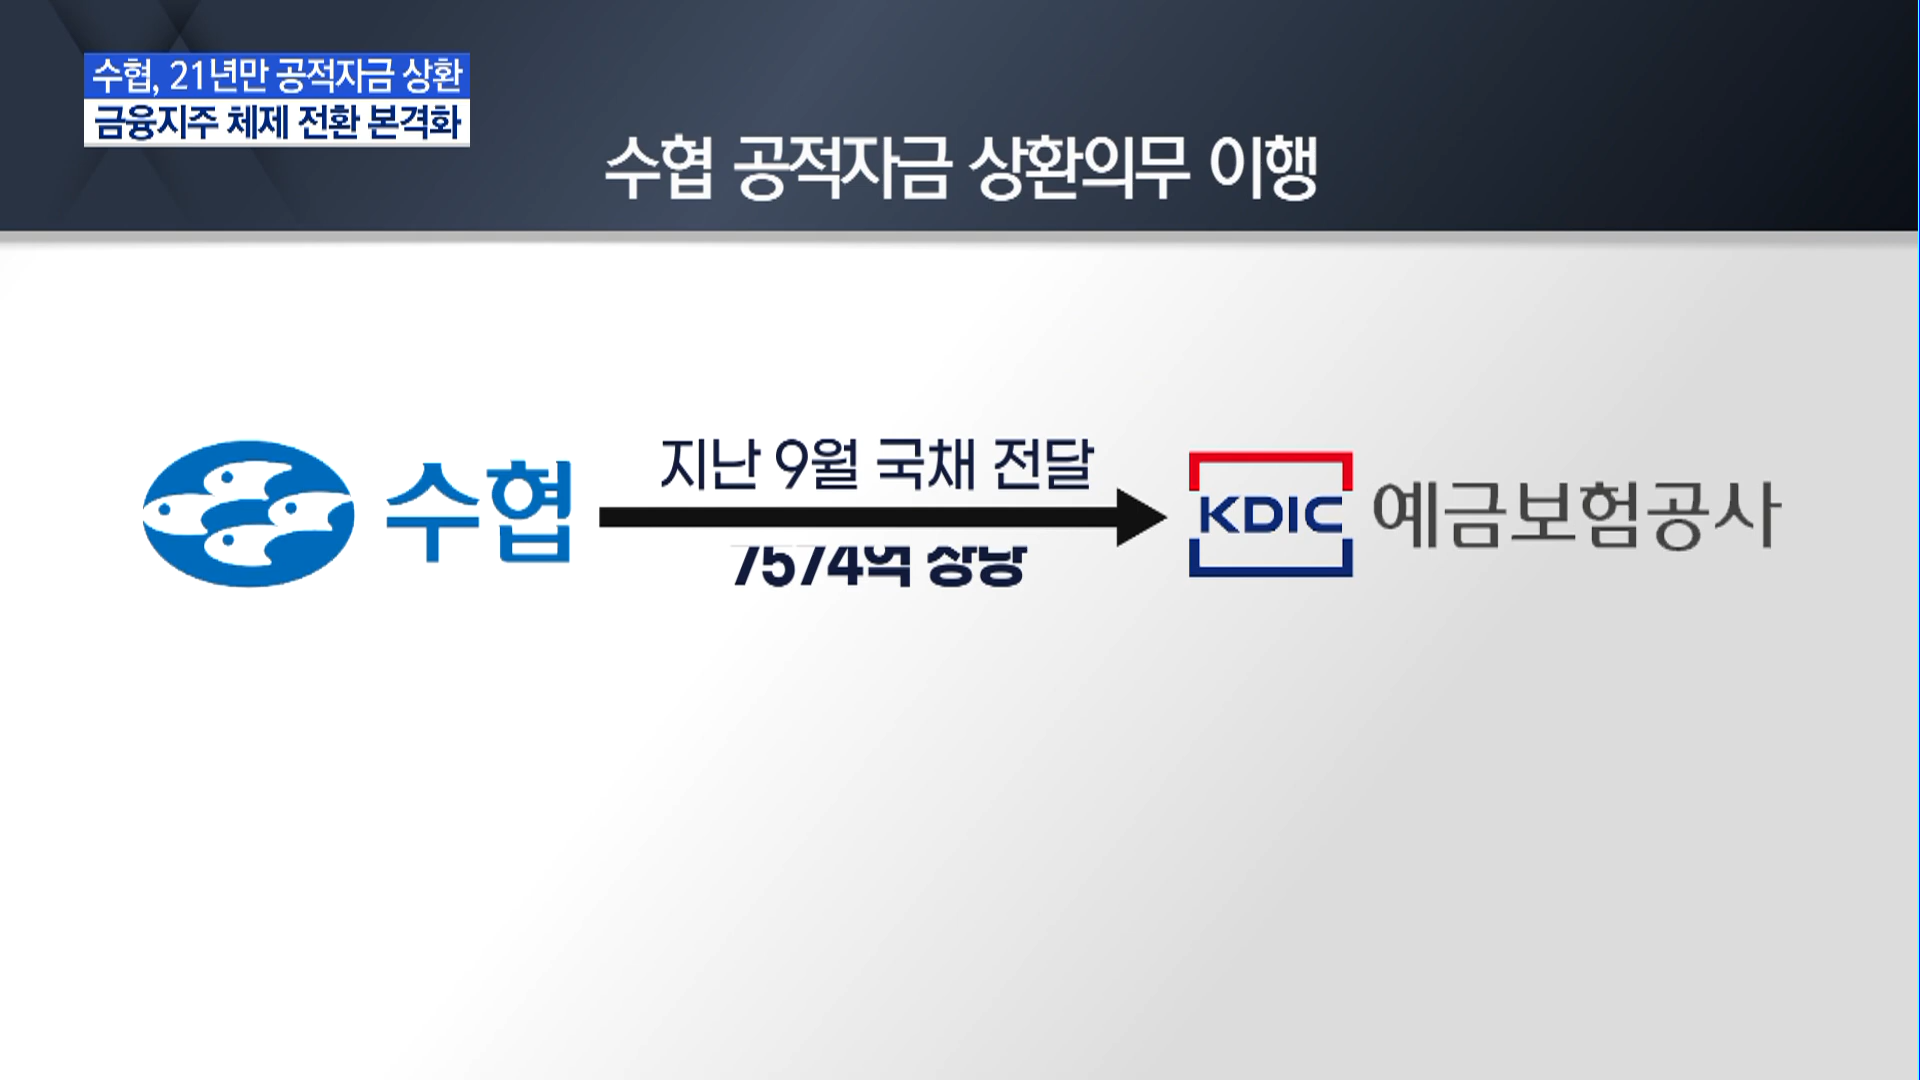 수협, 21년만 공적자금 상환
금융지주 체제 전환 본격화
수협 공적자금 상환의무 이행
수협
지난 9월 국채 전달
7574억 상당
KDIC 예금보험공사